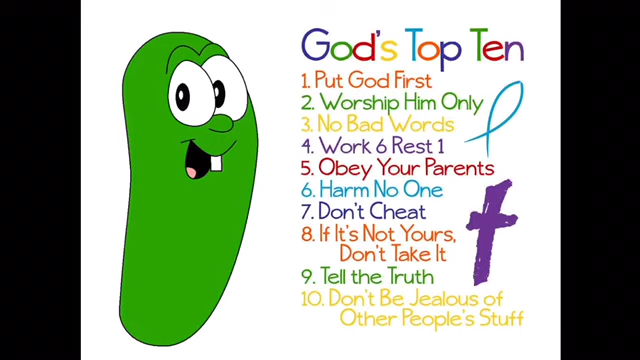 God's Top Ten
1. Put God First
2. Worship Him Only
3. No Bad Words
4. Work 6 Rest 1
5. Obey Your Parents
6. Harm No One
7. Don't Cheat
8. If It's Not Yours,
Don't Take It
9. Tell the Truth
10. Don't Be Jealous of
Other People's Stuff